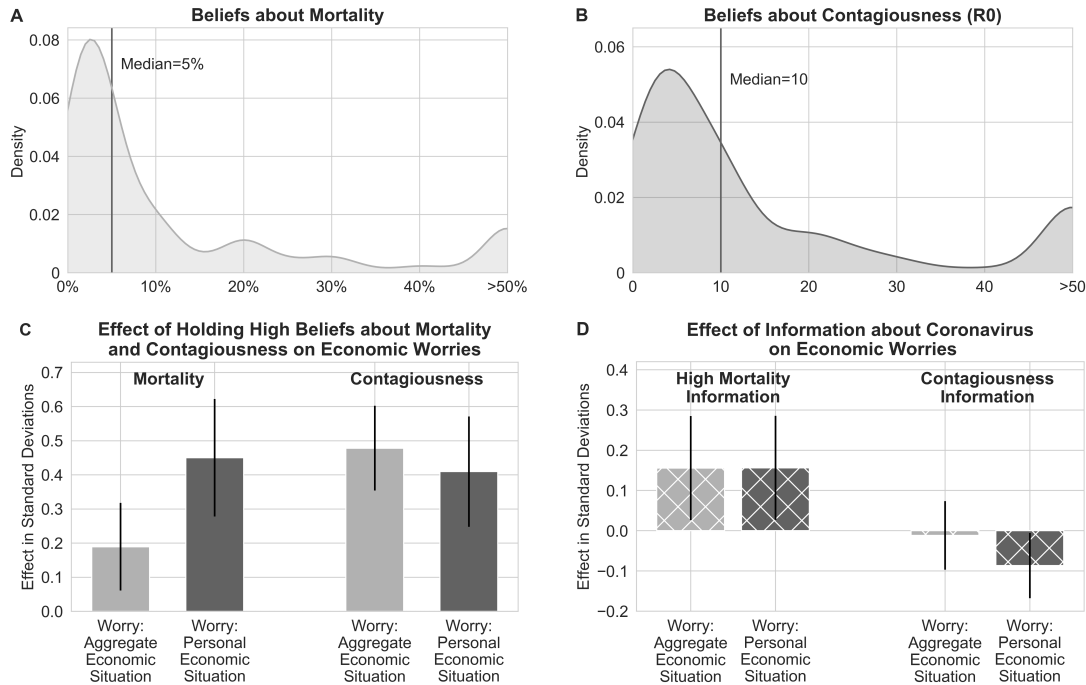 A
Beliefs about Mortality
Density
0.08
0.06
0.04
0.02
0
Median=5%
0%
10%
20%
30%
40%
>50%
B
Beliefs about Contagiousness (R0)
Density
0.06
0.04
0.02
0
Median=10
0
10
20
30
40
>50
C
Effect of Holding High Beliefs about Mortality
and Contagiousness on Economic Worries
Effect in Standard Deviations
0.7
0.6
0.5
0.4
0.3
0.2
0.1
0.0
Mortality
Contagiousness
Worry:
Aggregate
Economic
Situation
Worry:
Personal
Economic
Situation
Worry:
Aggregate
Economic
Situation
Worry:
Personal
Economic
Situation
D
Effect of Information about Coronavirus
on Economic Worries
Effect in Standard Deviations
0.4
0.3
0.2
0.1
0.0
−0.1
−0.2
High Mortality
Information
Contagiousness
Information
Worry:
Aggregate
Economic
Situation
Worry:
Personal
Economic
Situation
Worry:
Aggregate
Economic
Situation
Worry:
Personal
Economic
Situation